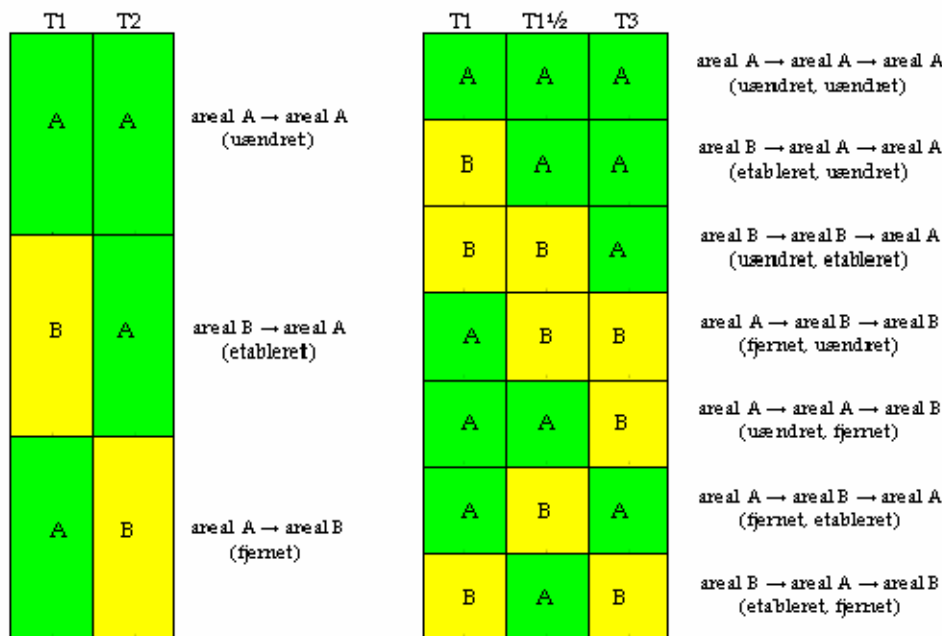 T1 T2
A A
areal A → areal A
(uændret)
B A
areal B → areal A
(etableret)
A B
areal A → areal B
(fjernet)
T1 T1½ T3
A A A
areal A → areal A → areal A
(uændret, uændret)
B A A
areal B → areal A → areal A
(etableret, uændret)
B B A
areal B → areal B → areal A
(uændret, etableret)
A B B
areal A → areal B → areal B
(fjernet, uændret)
A A B
areal A → areal A → areal B
(uændret, fjernet)
A B A
areal A → areal B → areal A
(fjernet, etableret)
B A B
areal B → areal A → areal B
(etableret, fjernet)